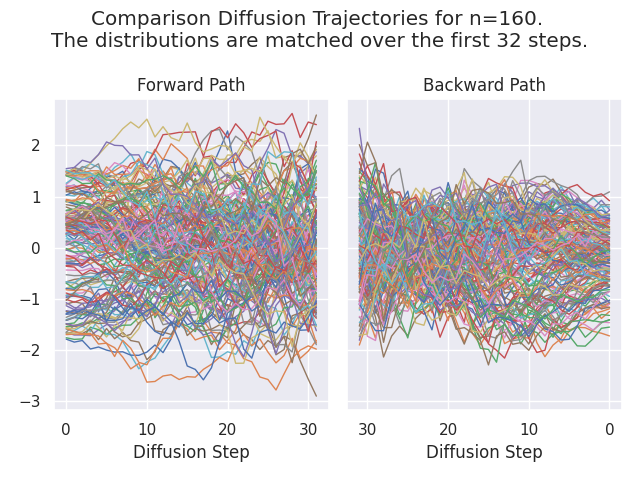 Comparison Diffusion Trajectories for n=160.
The distributions are matched over the first 32 steps.
Forward Path
Backward Path
2
1
0
−1
−2
−3
0 10 20 30
30 20 10 0
Diffusion Step
Diffusion Step